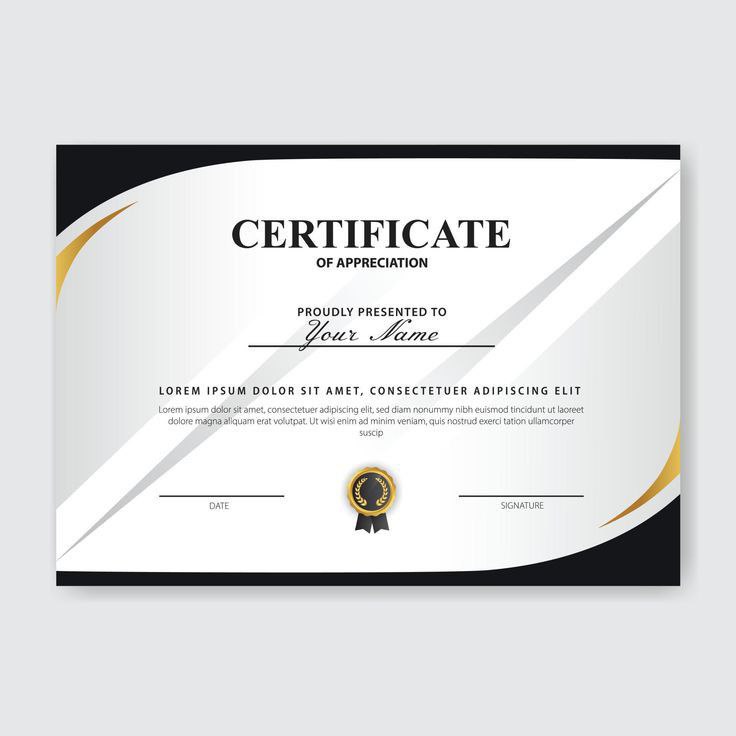 CERTIFICATE
OF APPRECIATION
PROUDLY PRESENTED TO
Your Name
LOREM IPSUM DOLOR SIT AMET, CONSECTETUER ADIPISCING ELIT
Lorem ipsum dolor sit amet, consectetuer adipiscing elit, sed diam nonummy nibh euismod tincidunt ut laoreet
dolore magna aliquam erat volutpat. Ut wisi enim ad minim veniam, quis nostrud exerci tation ullamcorper
suscip
DATE
SIGNATURE